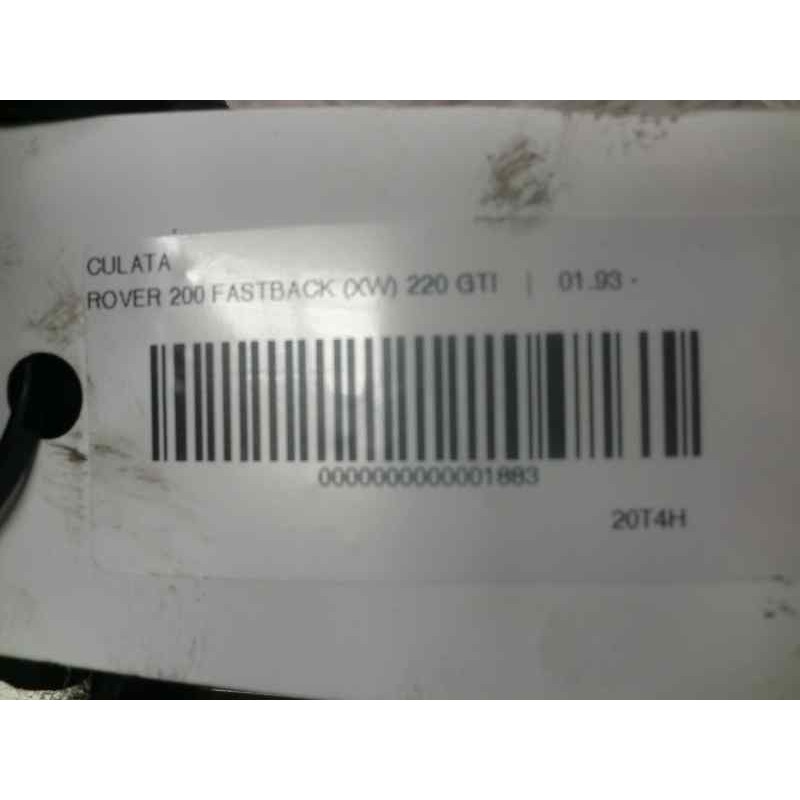 CULATA
ROVER 200 FASTBACK (XW) 220 GTI | 01.93 -
0000000000001883
20T4H